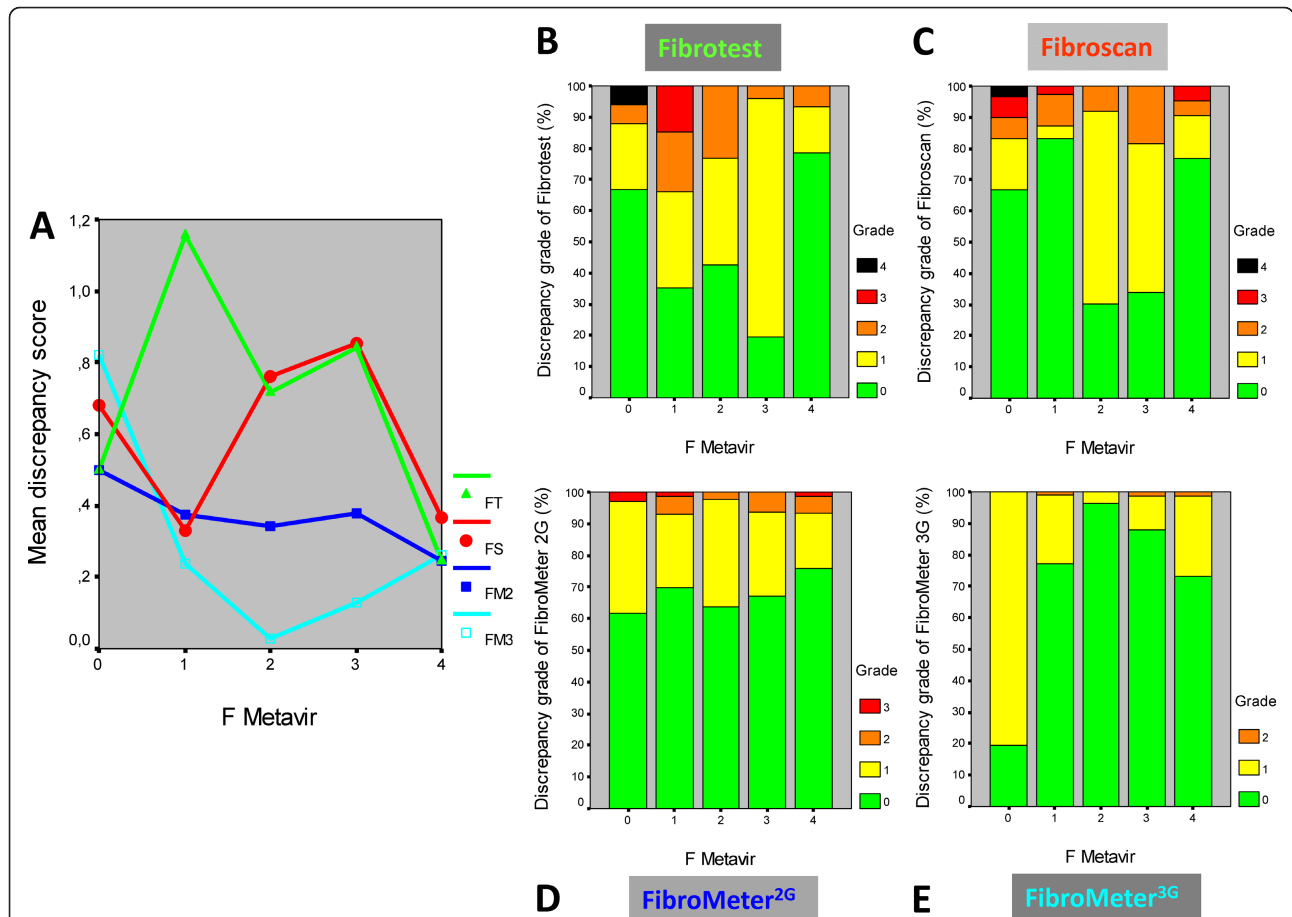 A
Mean discrepancy score
1,2
1,0
,8
,6
,4
,2
0,0
0 1 2 3 4
F Metavir
FT
FS
FM2
FM3
B
Fibrotest
Discrepancy grade of Fibrotest (%)
100
90
80
70
60
50
40
30
20
10
0
0 1 2 3 4
F Metavir
Grade
4
3
2
1
0
C
Fibroscan
Discrepancy grade of Fibroscan (%)
100
90
80
70
60
50
40
30
20
10
0
0 1 2 3 4
F Metavir
Grade
4
3
2
1
0
Discrepancy grade of FibroMeter 2G (%)
100
90
80
70
60
50
40
30
20
10
0
0 1 2 3 4
F Metavir
Grade
3
2
1
0
D
FibroMeter2G
Discrepancy grade of FibroMeter 3G (%)
100
90
80
70
60
50
40
30
20
10
0
0 1 2 3 4
F Metavir
Grade
2
1
0
E
FibroMeter3G